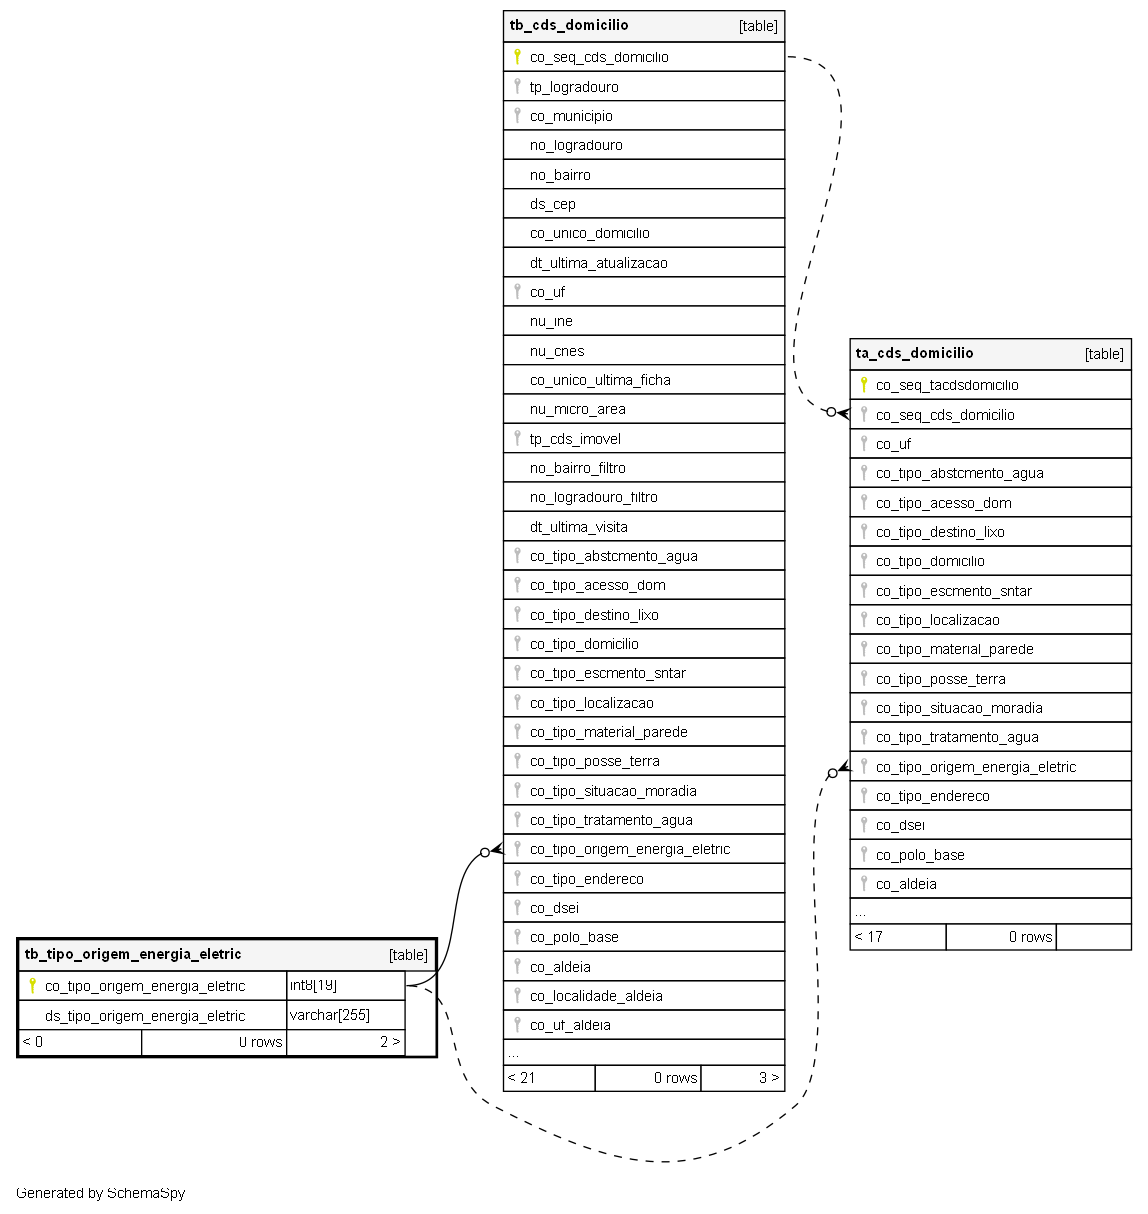 tb_cds_domicilio [table]
co_seq_cds_domicilio
tp_logradouro
co_municipio
no_logradouro
no_bairro
ds_cep
co_unico_domicilio
dt_ultima_atualizacao
co_uf
nu_ine
nu_cnes
co_unico_ultima_ficha
nu_micro_area
tp_cds_imovel
no_bairro_filtro
no_logradouro_filtro
dt_ultima_visita
co_tipo_abstcmento_agua
co_tipo_acesso_dom
co_tipo_destino_lixo
co_tipo_domicilio
co_tipo_escmento_sntar
co_tipo_localizacao
co_tipo_material_parede
co_tipo_posse_terra
co_tipo_situacao_moradia
co_tipo_tratamento_agua
co_tipo_origem_energia_eletric
co_tipo_endereco
co_dsei
co_polo_base
co_aldeia
co_localidade_aldeia
co_uf_aldeia
...
< 21 0 rows 3 >
ta_cds_domicilio [table]
co_seq_tacdsdomicilio
co_seq_cds_domicilio
co_uf
co_tipo_abstcmento_agua
co_tipo_acesso_dom
co_tipo_destino_lixo
co_tipo_domicilio
co_tipo_escmento_sntar
co_tipo_localizacao
co_tipo_material_parede
co_tipo_posse_terra
co_tipo_situacao_moradia
co_tipo_tratamento_agua
co_tipo_origem_energia_eletric
co_tipo_endereco
co_dsei
co_polo_base
co_aldeia
...
< 17 0 rows
tb_tipo_origem_energia_eletric [table]
co_tipo_origem_energia_eletric int8[19]
ds_tipo_origem_energia_eletric varchar[255]
< 0 0 rows 2 >
Generated by SchemaSpy